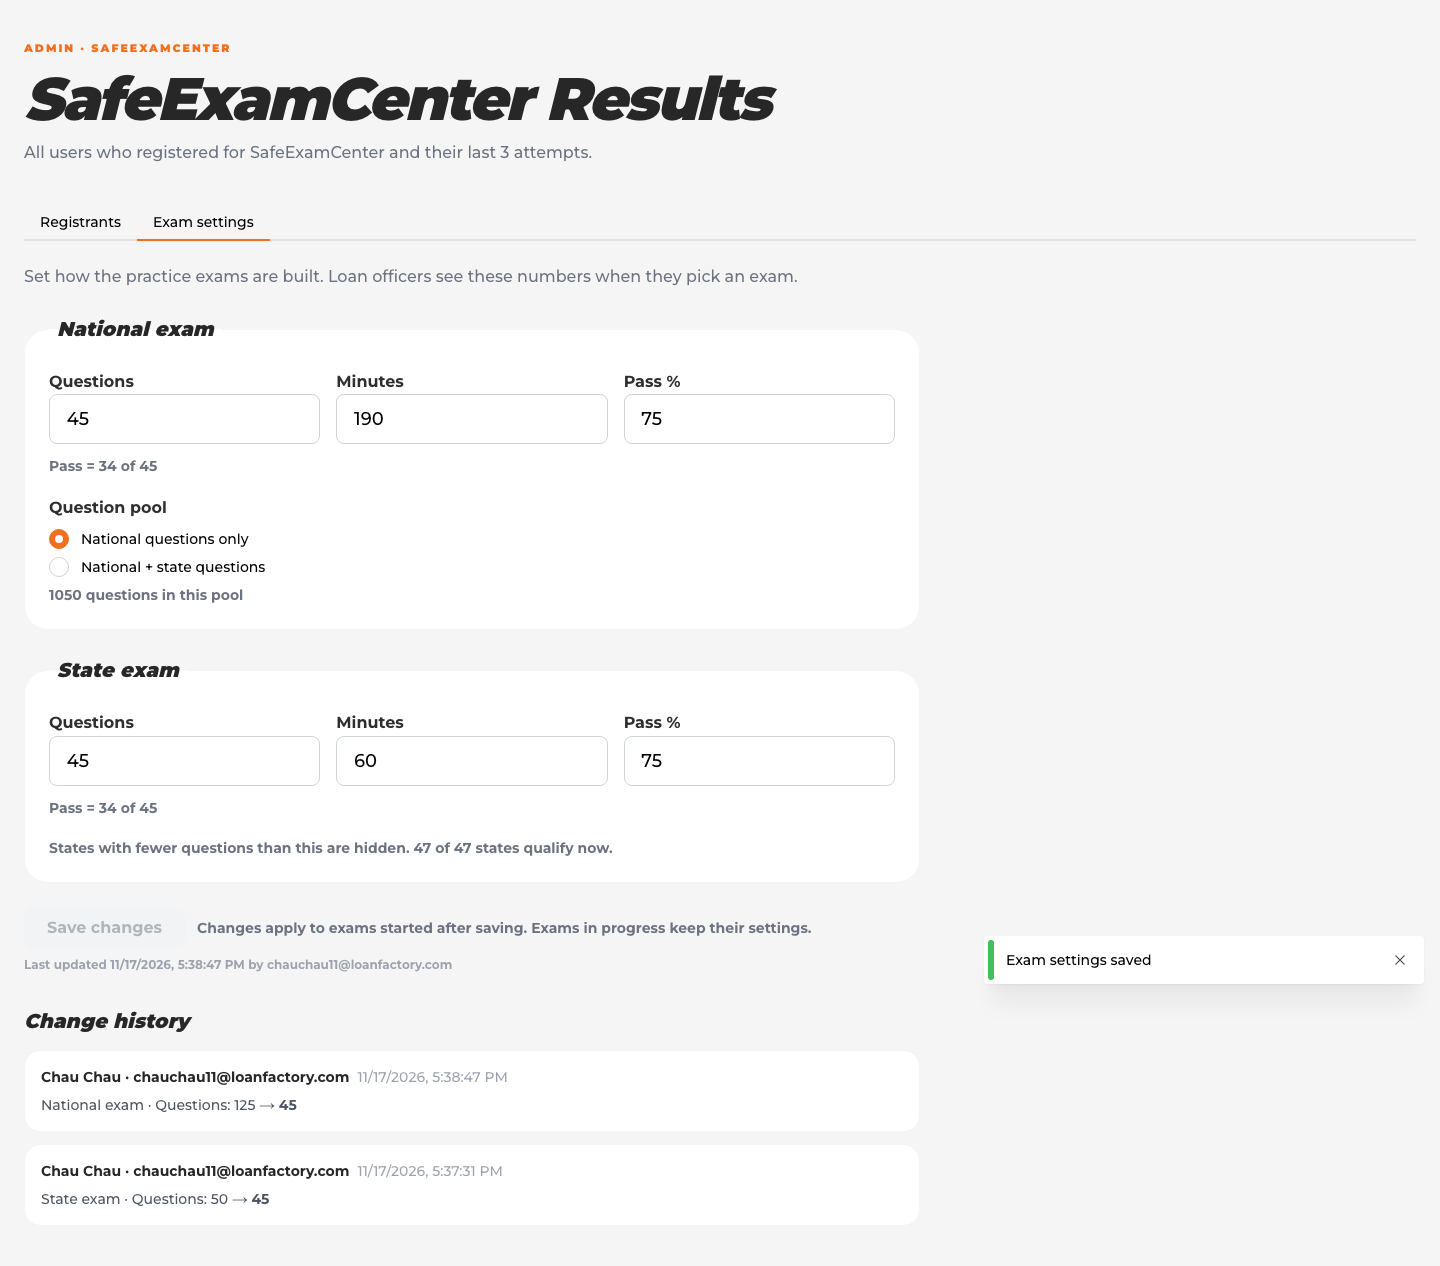 ADMIN · SAFEEXAMCENTER
SafeExamCenter Results
All users who registered for SafeExamCenter and their last 3 attempts.
Registrants
Exam settings
Set how the practice exams are built. Loan officers see these numbers when they pick an exam.
National exam
Questions
Minutes
Pass %
45
190
75
Pass = 34 of 45
Question pool
National questions only
National + state questions
1050 questions in this pool
State exam
Questions
Minutes
Pass %
45
60
75
Pass = 34 of 45
States with fewer questions than this are hidden. 47 of 47 states qualify now.
Save changes
Changes apply to exams started after saving. Exams in progress keep their settings.
Last updated 11/17/2026, 5:38:47 PM by chauchau11@loanfactory.com
Exam settings saved
Change history
Chau Chau · chauchau11@loanfactory.com 11/17/2026, 5:38:47 PM
National exam · Questions: 125 → 45
Chau Chau · chauchau11@loanfactory.com 11/17/2026, 5:37:31 PM
State exam · Questions: 50 → 45